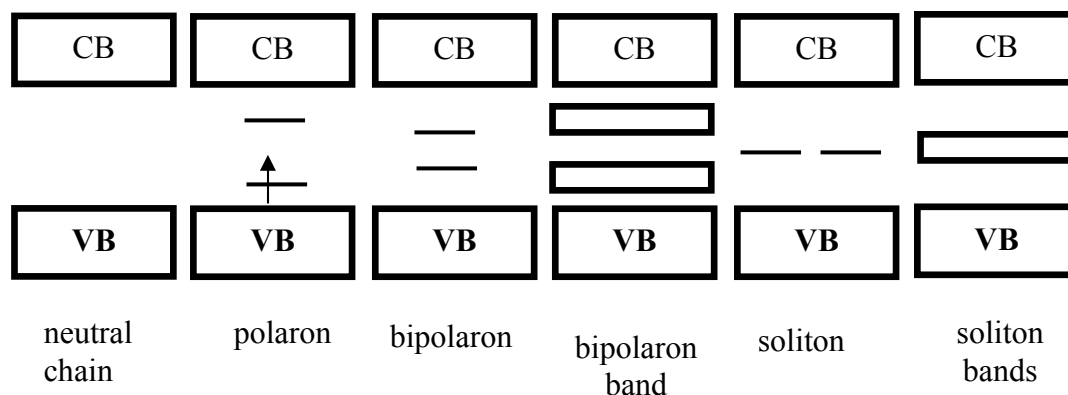 CB CB CB CB CB CB
VB VB VB VB VB VB
neutral chain
polaron
bipolaron
bipolaron band
soliton
soliton bands